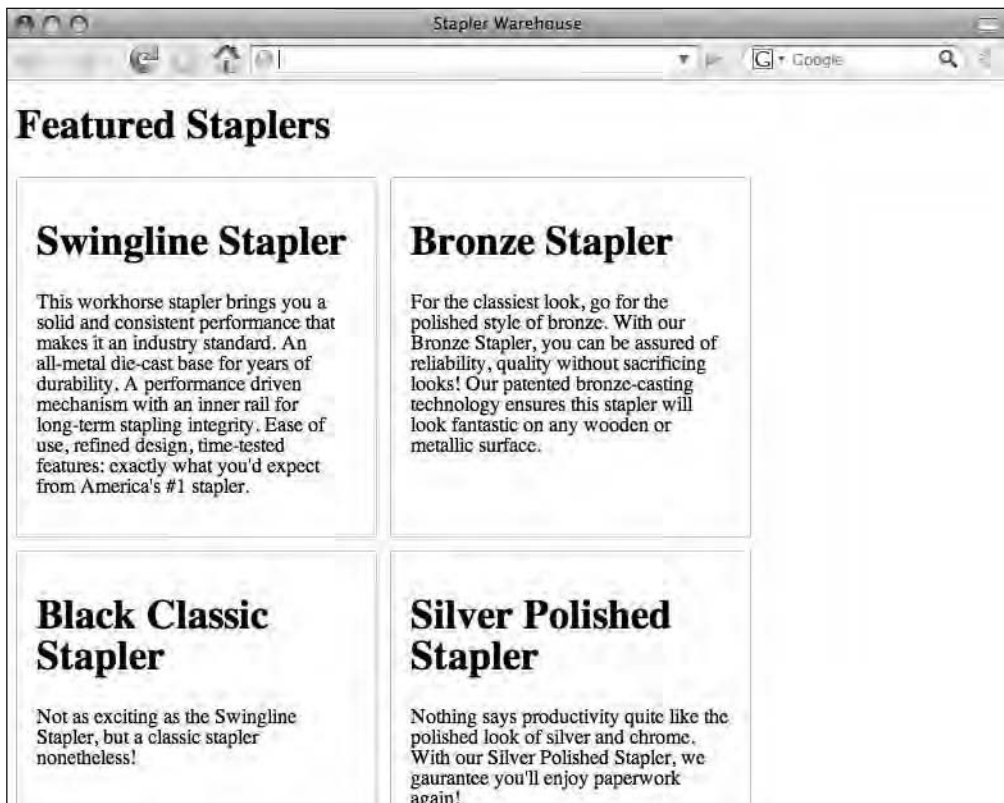 Stapler Warehouse
G Google
Featured Staplers
Swingline Stapler
This workhorse stapler brings you a
solid and consistent performance that
makes it an industry standard. An
all-metal die-cast base for years of
durability. A performance driven
mechanism with an inner rail for
long-term stapling integrity. Ease of
use, refined design, time-tested
features: exactly what you'd expect
from America's #1 stapler.
Bronze Stapler
For the classiest look, go for the
polished style of bronze. With our
Bronze Stapler, you can be assured of
reliability, quality without sacrificing
looks! Our patented bronze-casting
technology ensures this stapler will
look fantastic on any wooden or
metallic surface.
Black Classic
Stapler
Not as exciting as the Swingline
Stapler, but a classic stapler
nonetheless!
Silver Polished
Stapler
Nothing says productivity quite like the
polished look of silver and chrome.
With our Silver Polished Stapler, we
gaurantee you'll enjoy paperwork
again!